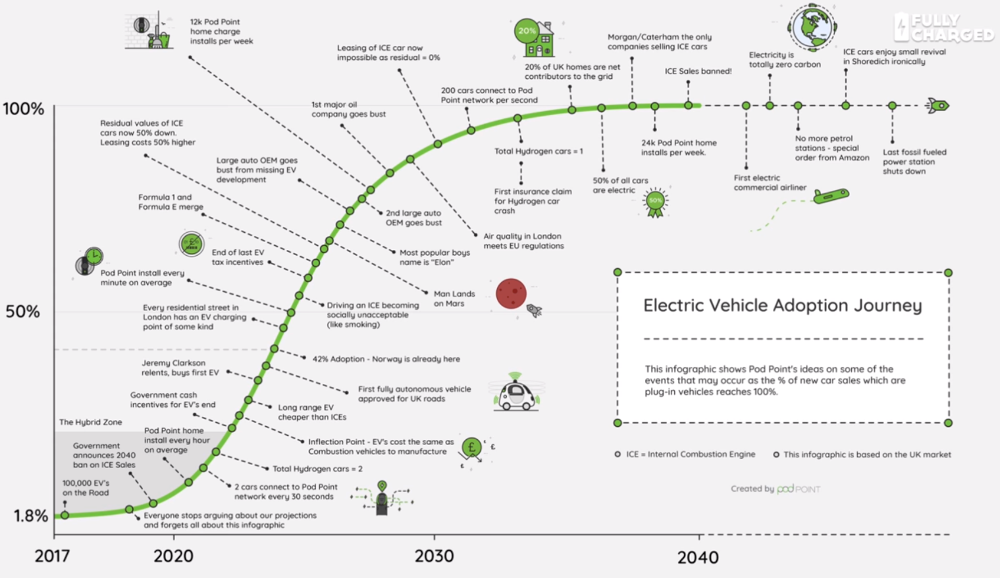 12k Pod Point
home charge
installs per week
Leasing of ICE car now
impossible as residual = 0%
20%
20% of UK homes are net
contributors to the grid
Morgan/Caterham the only
companies selling ICE cars
ICE Sales banned!
Electricity is
totally zero carbon
ICE cars enjoy small revival
in Shoredich ironically
FULLY
CHARGED
100%
Residual values of ICE
cars now 50% down.
Leasing costs 50% higher
1st major oil
company goes bust
200 cars connect to Pod
Point network per second
Large auto OEM goes
bust from missing EV
development
Total Hydrogen cars = 1
24k Pod Point home
installs per week.
No more petrol
stations - special
order from Amazon
Last fossil fueled
power station
shuts down
First insurance claim
for Hydrogen car
crash
50% of all cars
are electric
50%
First electric
commercial airliner
Formula 1 and
Formula E merge
2nd large auto
OEM goes bust
Air quality in London
meets EU regulations
£
End of last EV
tax incentives
Most popular boys
name is "Elon"
Pod Point install every
minute on average
Man Lands
on Mars
50%
Every residential street in
London has an EV charging
point of some kind
Driving an ICE becoming
socially unacceptable
(like smoking)
42% Adoption - Norway is already here
Jeremy Clarkson
relents, buys first EV
First fully autonomous vehicle
approved for UK roads
Government cash
incentives for EV's end
Long range EV
cheaper than ICEs
The Hybrid Zone
Pod Point home
install every hour
on average
Inflection Point - EV's cost the same as
Combustion vehicles to manufacture
£
£
€
€
Government
announces 2040
ban on ICE Sales
Total Hydrogen cars = 2
100,000 EV's
on the Road
2 cars connect to Pod Point
network every 30 seconds
1.8%
Everyone stops arguing about our projections
and forgets all about this infographic
2017
2020
2030
2040
Electric Vehicle Adoption Journey
This infographic shows Pod Point's ideas on some of the
events that may occur as the % of new car sales which are
plug-in vehicles reaches 100%.
ICE = Internal Combustion Engine
This infographic is based on the UK market
Created by pod POINT